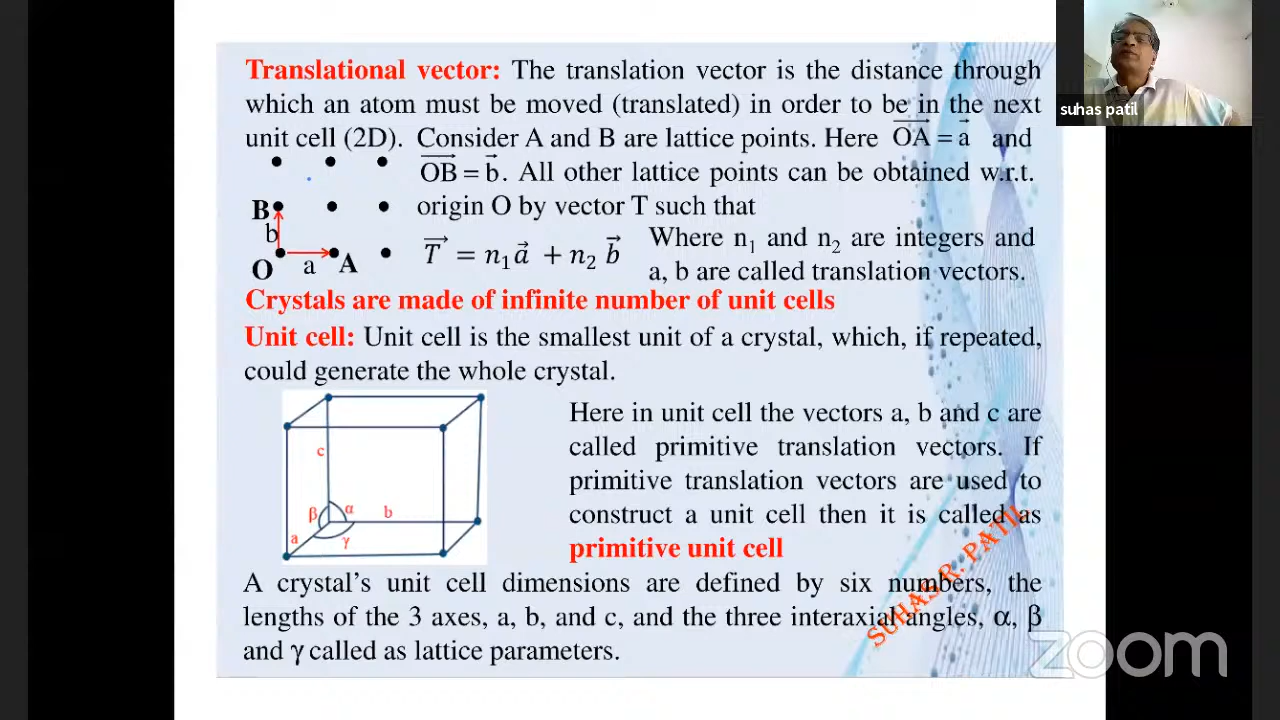 Translational vector: The translation vector is the distance through
which an atom must be moved (translated) in order to be in the next
unit cell (2D). Consider A and B are lattice points. Here OA⃗ = a⃗ and
OB⃗ = b⃗. All other lattice points can be obtained w.r.t.
B origin O by vector T such that
b
O a A
T⃗ = n₁a⃗ + n₂ b⃗ Where n₁ and n₂ are integers and
a, b are called translation vectors.
Crystals are made of infinite number of unit cells
Unit cell: Unit cell is the smallest unit of a crystal, which, if repeated,
could generate the whole crystal.
c
β α b
a γ
Here in unit cell the vectors a, b and c are
called primitive translation vectors. If
primitive translation vectors are used to
construct a unit cell then it is called as
primitive unit cell
A crystal’s unit cell dimensions are defined by six numbers, the
lengths of the 3 axes, a, b, and c, and the three interaxial angles, α, β
and γ called as lattice parameters.
SUHAS R. PATIL
suhas patil
zoom